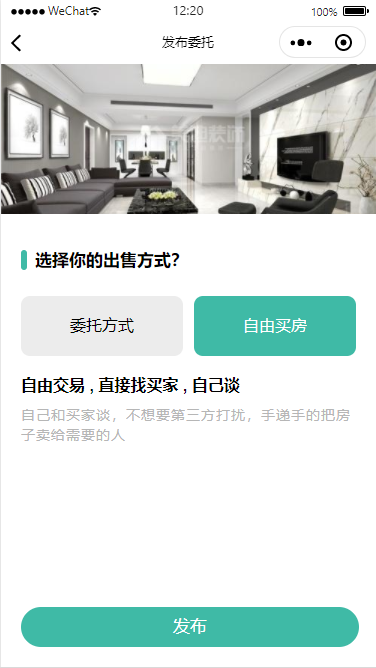 WeChat 12:20 100%
发布委托
选择你的出售方式？
委托方式 自由买房
自由交易 , 直接找买家 , 自己谈
自己和买家谈，不想要第三方打扰，手递手的把房
子卖给需要的人
发布